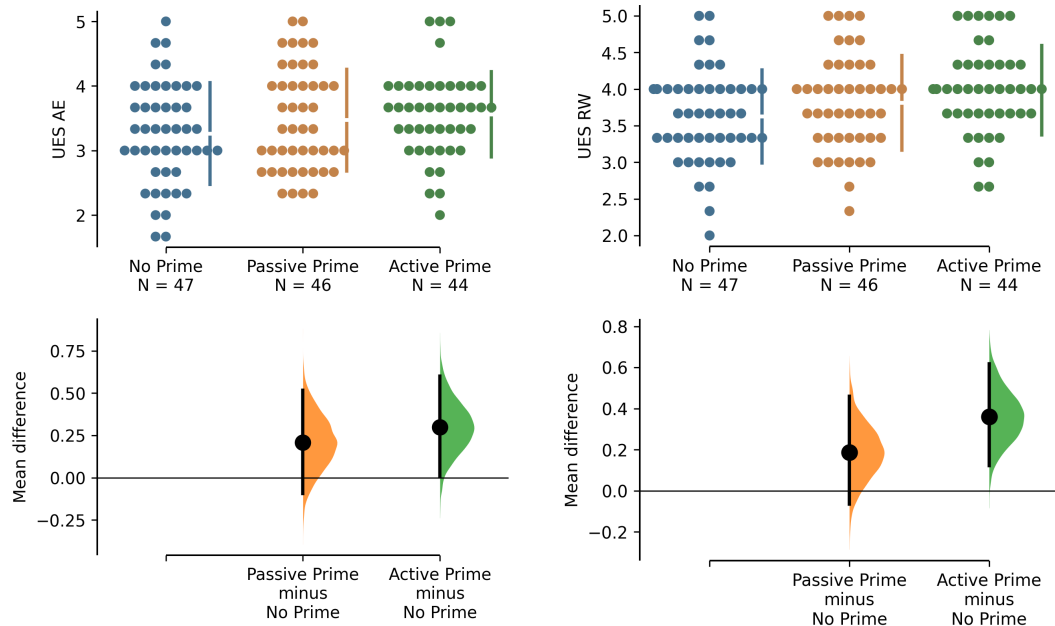 UES AE
5
4
3
2
No Prime
N = 47
Passive Prime
N = 46
Active Prime
N = 44
UES RW
5.0
4.5
4.0
3.5
3.0
2.5
2.0
No Prime
N = 47
Passive Prime
N = 46
Active Prime
N = 44
Mean difference
0.75
0.50
0.25
0.00
−0.25
Passive Prime
minus
No Prime
Active Prime
minus
No Prime
Mean difference
0.8
0.6
0.4
0.2
0.0
−0.2
Passive Prime
minus
No Prime
Active Prime
minus
No Prime